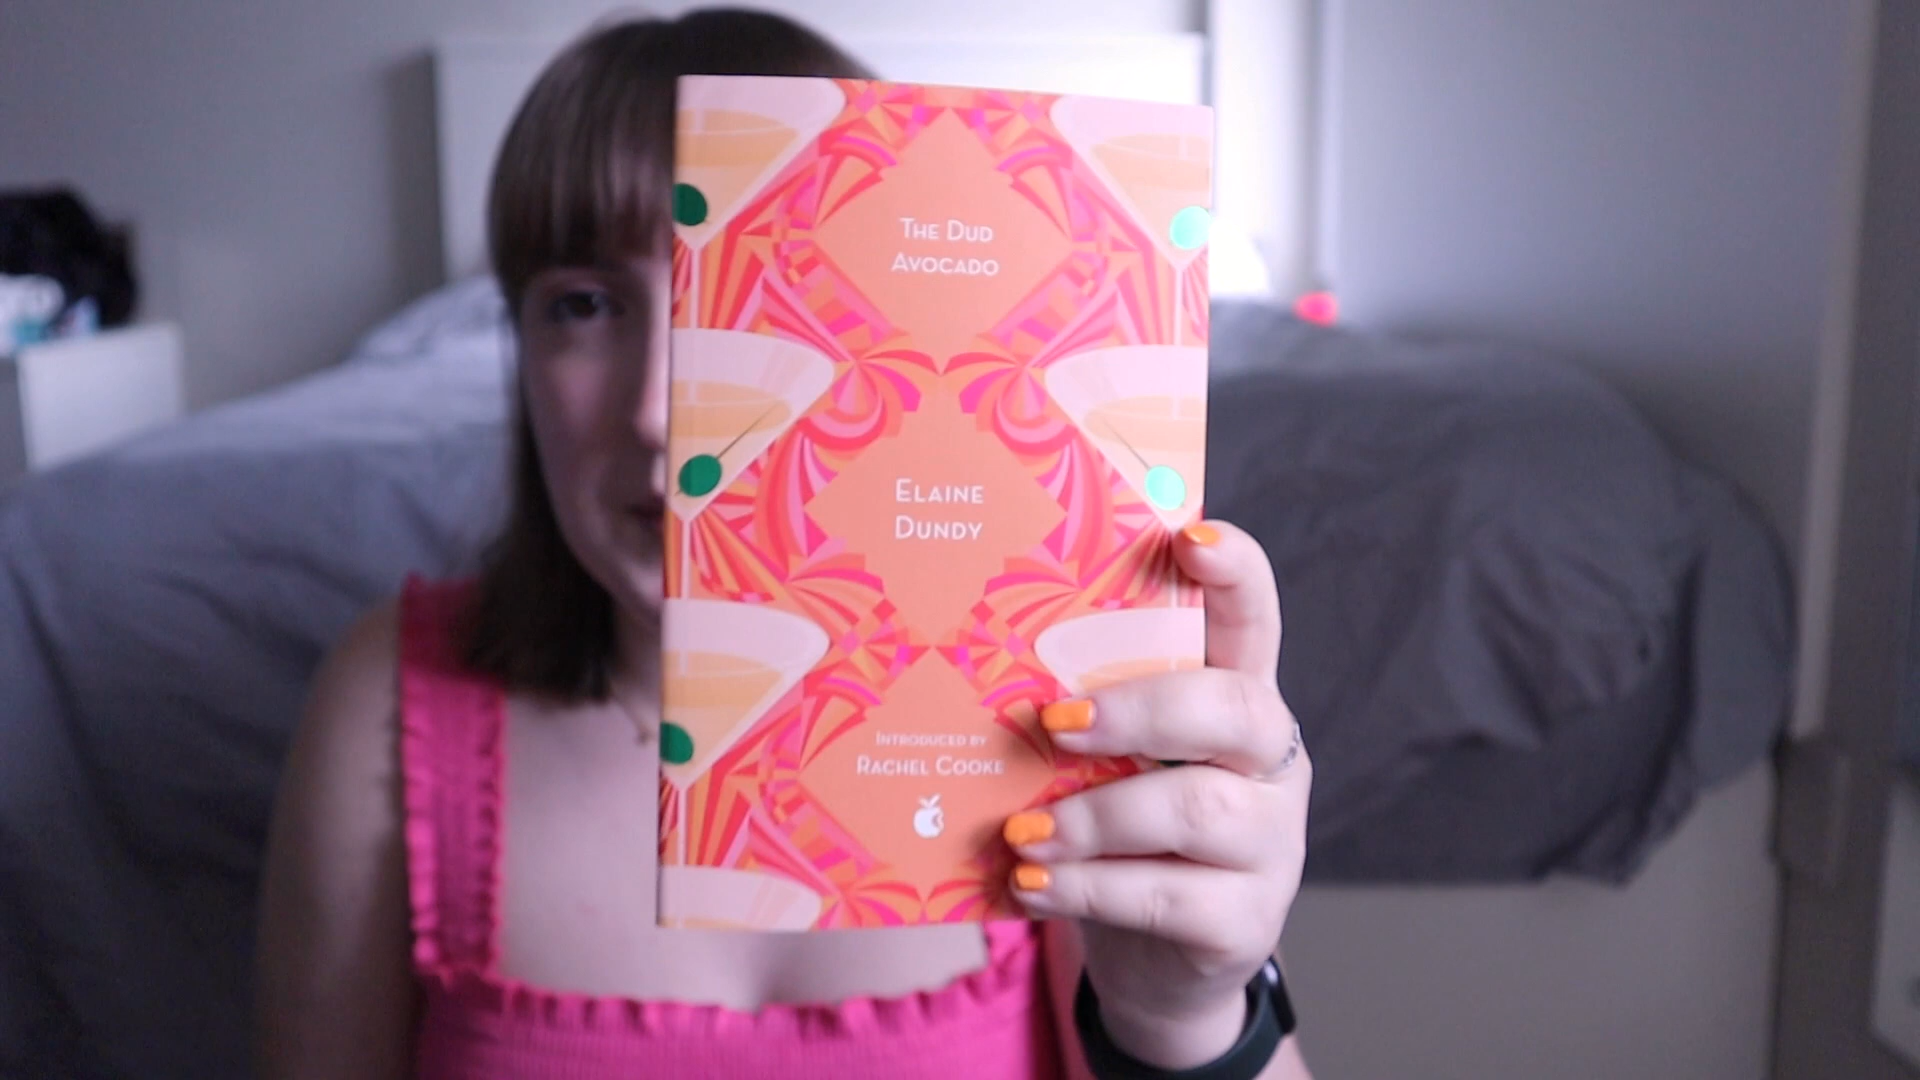 The Dud
Avocado
Elaine
Dundy
Introduced by
Rachel Cooke